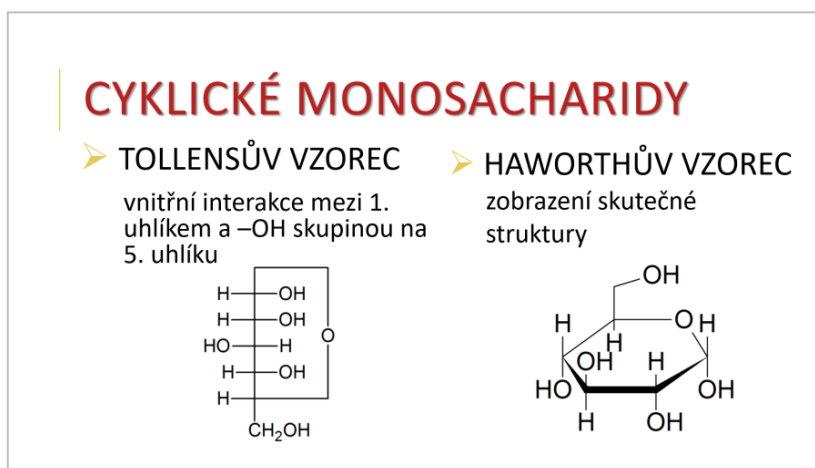 CYKLICKÉ MONOSACHARIDY
TOLLENSŮV VZOREC
vnitřní interakce mezi 1.
uhlíkem a –OH skupinou na
5. uhlíku
H OH
H OH
HO H
O
H OH
H
CH₂OH
HAWORTHŮV VZOREC
zobrazení skutečné
struktury
OH
H O H
H
OH H
HO OH
H OH